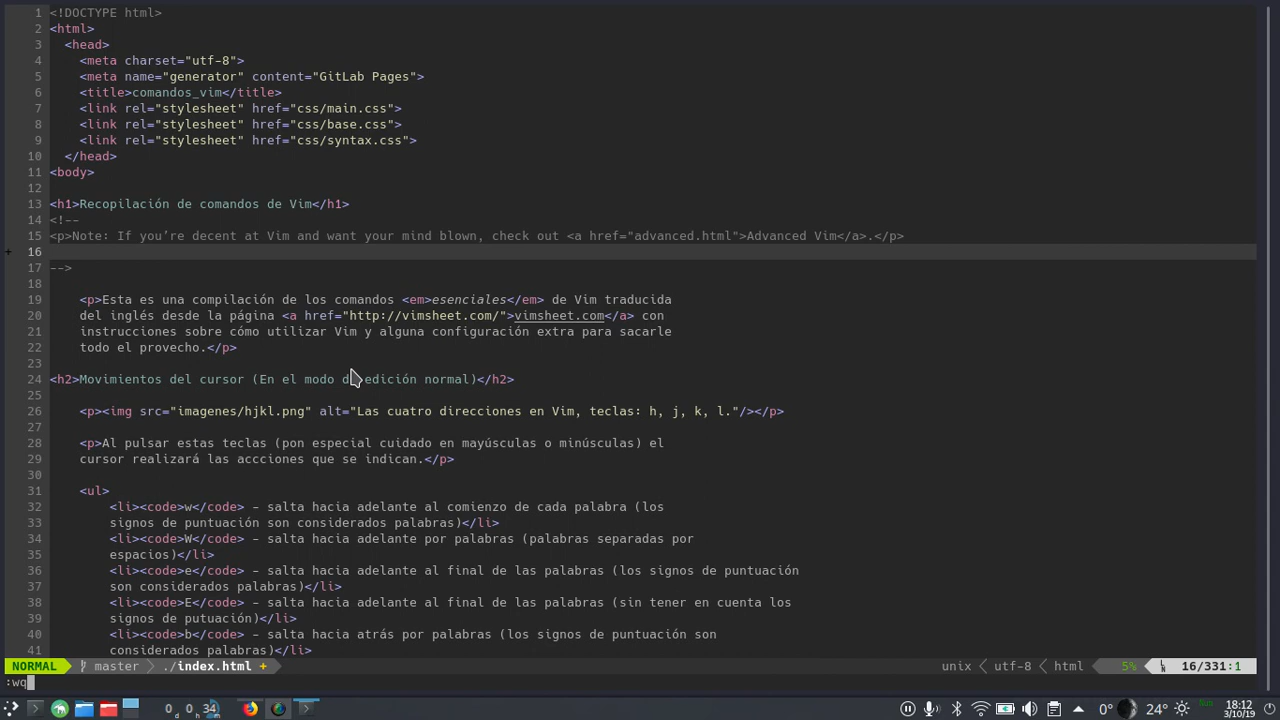 1 <!DOCTYPE html>
2 <html>
3 <head>
4 <meta charset="utf-8">
5 <meta name="generator" content="GitLab Pages">
6 <title>comandos_vim</title>
7 <link rel="stylesheet" href="css/main.css">
8 <link rel="stylesheet" href="css/base.css">
9 <link rel="stylesheet" href="css/syntax.css">
10 </head>
11 <body>
12
13 <h1>Recopilación de comandos de Vim</h1>
14 <!--
15 <p>Note: If you’re decent at Vim and want your mind blown, check out <a href="advanced.html">Advanced Vim</a>.</p>
+ 16
17 -->
18
19 <p>Esta es una compilación de los comandos <em>esenciales</em> de Vim traducida
20 del inglés desde la página <a href="http://vimsheet.com/">vimsheet.com</a> con
21 instrucciones sobre cómo utilizar Vim y alguna configuración extra para sacarle
22 todo el provecho.</p>
23
24 <h2>Movimientos del cursor (En el modo de edición normal)</h2>
25
26 <p><img src="imagenes/hjkl.png" alt="Las cuatro direcciones en Vim, teclas: h, j, k, l."/></p>
27
28 <p>Al pulsar estas teclas (pon especial cuidado en mayúsculas o minúsculas) el
29 cursor realizará las accciones que se indican.</p>
30
31 <ul>
32 <li><code>w</code> - salta hacia adelante al comienzo de cada palabra (los
33 signos de puntuación son considerados palabras)</li>
34 <li><code>W</code> - salta hacia adelante por palabras (palabras separadas por
35 espacios)</li>
36 <li><code>e</code> - salta hacia adelante al final de las palabras (los signos de puntuación
37 son considerados palabras)</li>
38 <li><code>E</code> - salta hacia adelante al final de las palabras (sin tener en cuenta los
39 signos de putuación)</li>
40 <li><code>b</code> - salta hacia atrás por palabras (los signos de puntuación son
41 considerados palabras)</li>
NORMAL master ./index.html + unix utf-8 html 5% 16/331:1
:wq
0d 0h 34m 0° 24° 18:12
3/10/19